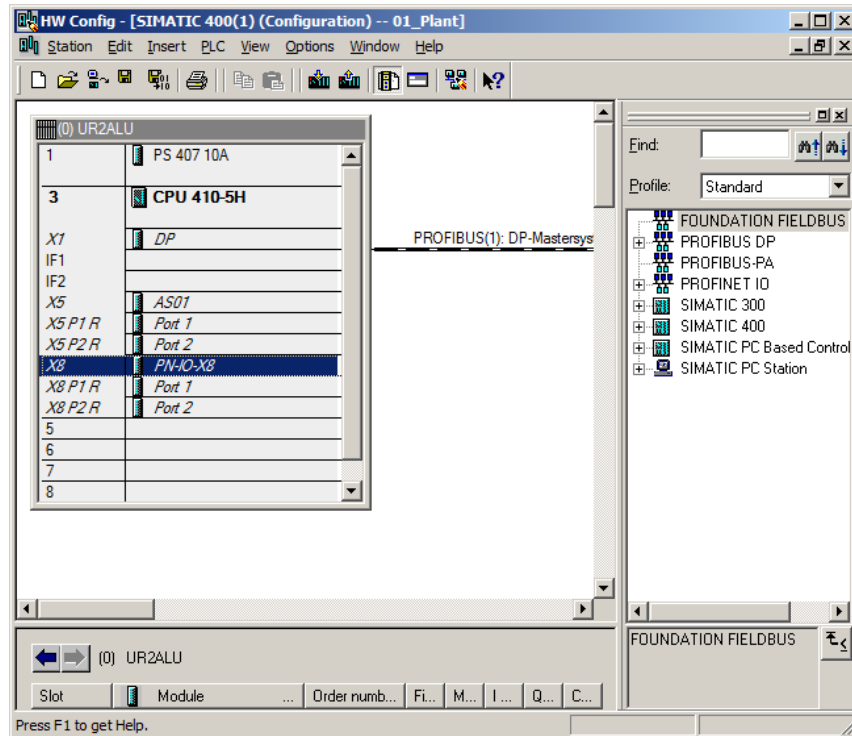 HW Config - [SIMATIC 400(1) (Configuration) -- 01_Plant]
Station Edit Insert PLC View Options Window Help
(0) UR2ALU
1 PS 407 10A
3 CPU 410-5H
X1 DP
IF1
IF2
X5 AS01
X5 P1 R Port 1
X5 P2 R Port 2
X8 PN-IO-X8
X8 P1 R Port 1
X8 P2 R Port 2
5
6
7
8
PROFIBUS(1): DP-Mastersys
Find:
Profile: Standard
FOUNDATION FIELDBUS
PROFIBUS DP
PROFIBUS-PA
PROFINET IO
SIMATIC 300
SIMATIC 400
SIMATIC PC Based Control
SIMATIC PC Station
(0) UR2ALU
Slot Module ... Order numb... Fi... M... I ... Q... C...
FOUNDATION FIELDBUS
Press F1 to get Help.